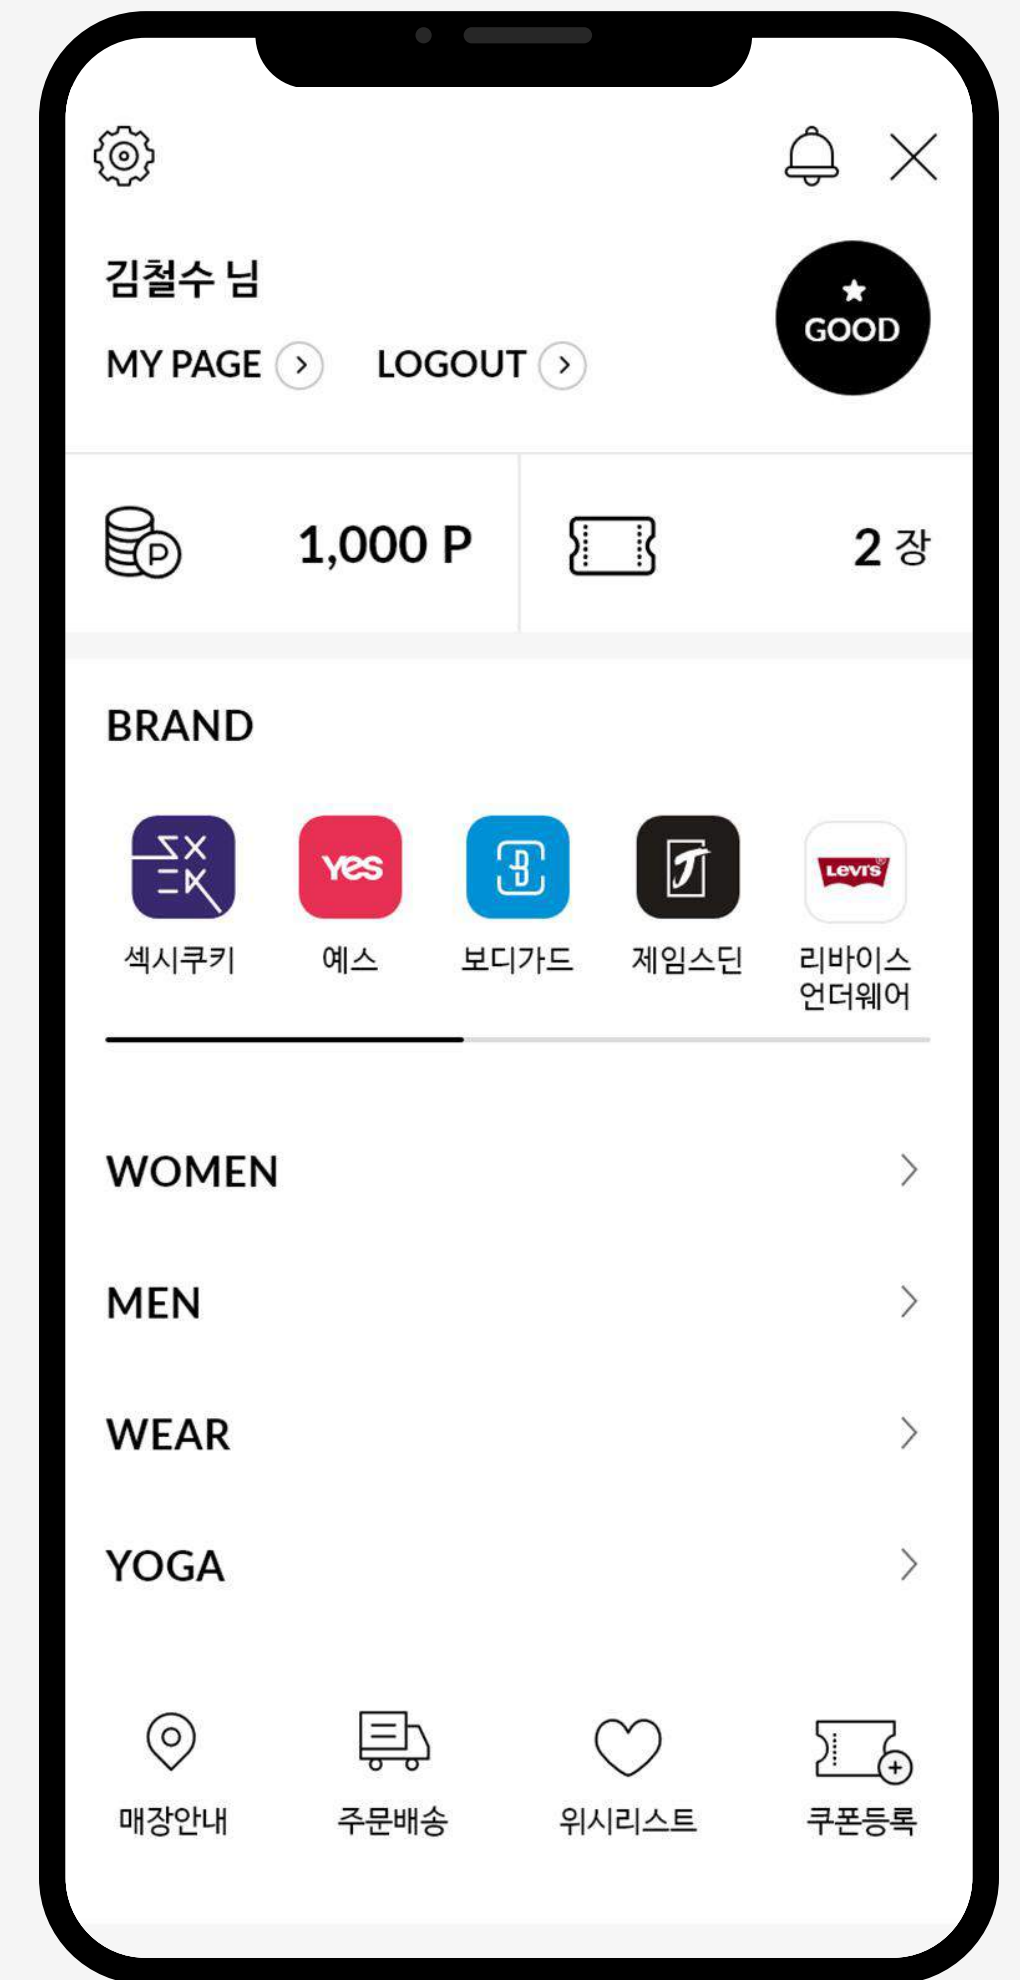 김철수 님
GOOD
MY PAGE LOGOUT
P 1,000 P 2 장
BRAND
SX=K YES B J LEVI'S®
섹시쿠키 예스 보디가드 제임스딘 리바이스
언더웨어
WOMEN
MEN
WEAR
YOGA
매장안내 주문배송 위시리스트 쿠폰등록